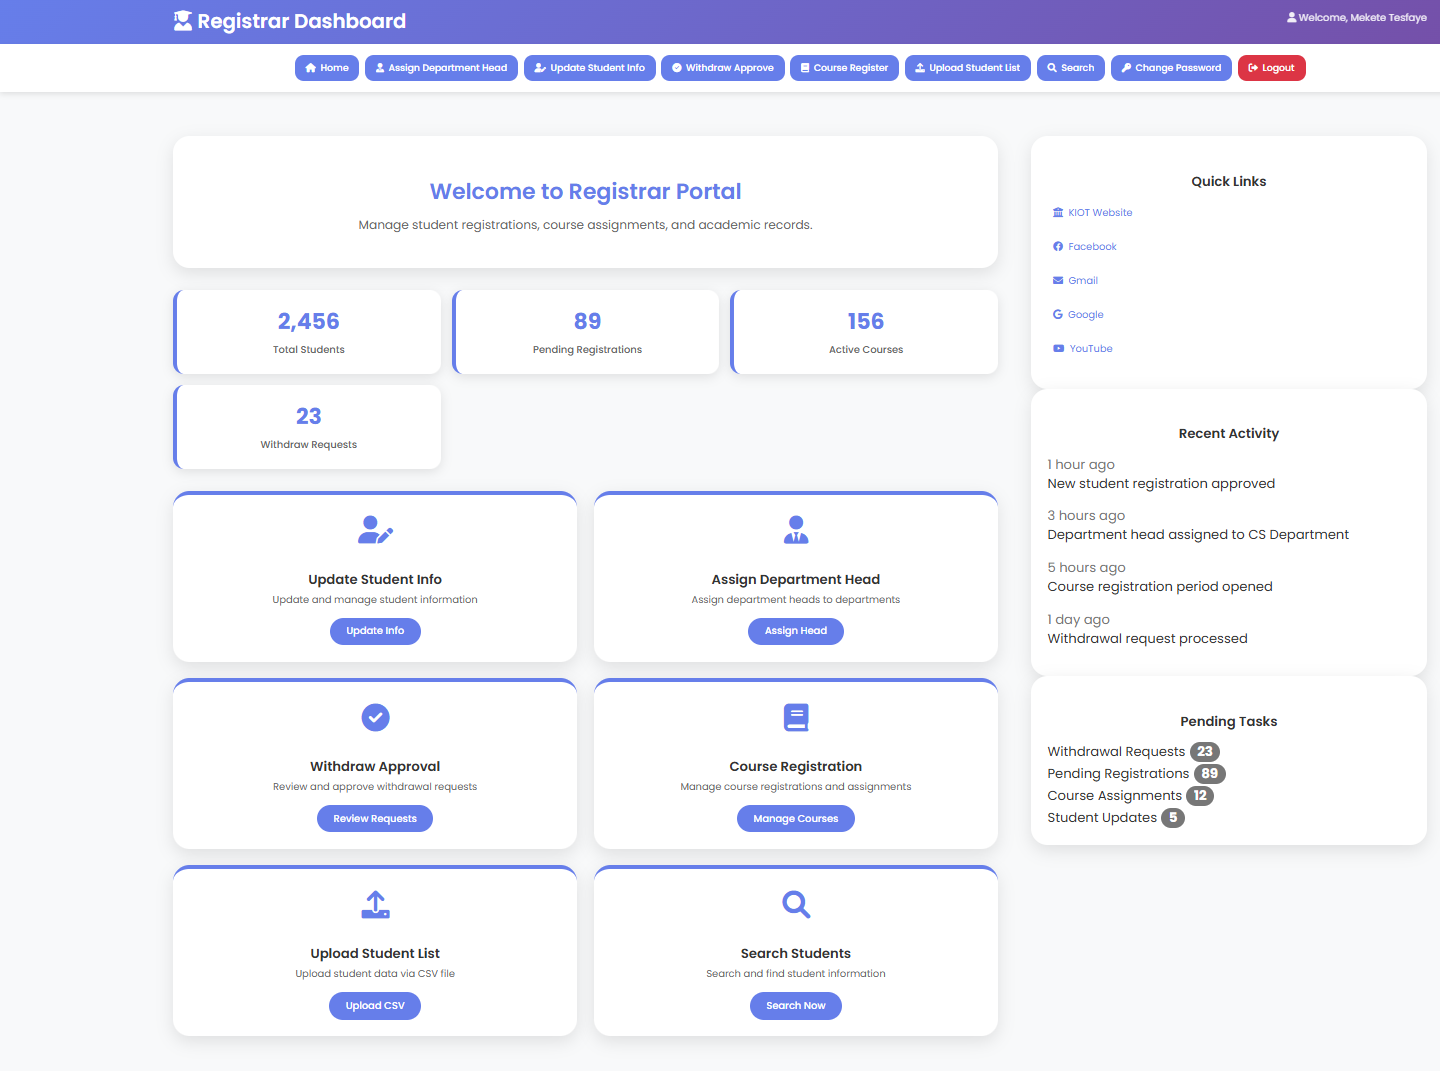 Registrar Dashboard
Welcome, Mekete Tesfaye
Home
Assign Department Head
Update Student Info
Withdraw Approve
Course Register
Upload Student List
Search
Change Password
Logout
Welcome to Registrar Portal
Manage student registrations, course assignments, and academic records.
2,456
Total Students
89
Pending Registrations
156
Active Courses
23
Withdraw Requests
Update Student Info
Update and manage student information
Update Info
Assign Department Head
Assign department heads to departments
Assign Head
Withdraw Approval
Review and approve withdrawal requests
Review Requests
Course Registration
Manage course registrations and assignments
Manage Courses
Upload Student List
Upload student data via CSV file
Upload CSV
Search Students
Search and find student information
Search Now
Quick Links
KIOT Website
Facebook
Gmail
Google
YouTube
Recent Activity
1 hour ago
New student registration approved
3 hours ago
Department head assigned to CS Department
5 hours ago
Course registration period opened
1 day ago
Withdrawal request processed
Pending Tasks
Withdrawal Requests 23
Pending Registrations 89
Course Assignments 12
Student Updates 5